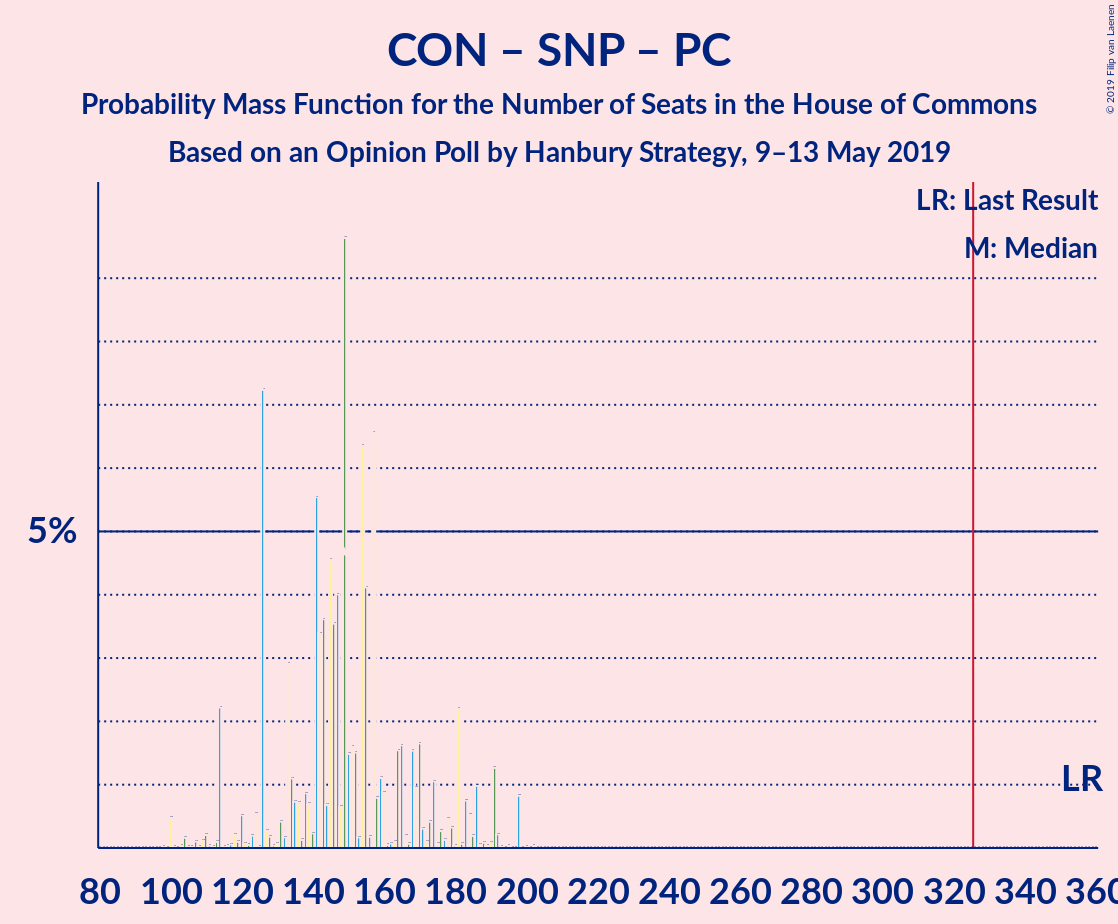 CON – SNP – PC
Probability Mass Function for the Number of Seats in the House of Commons
Based on an Opinion Poll by Hanbury Strategy, 9–13 May 2019
© 2019 Filip van Laenen
LR: Last Result
M: Median
5%
LR
80 100 120 140 160 180 200 220 240 260 280 300 320 340 360